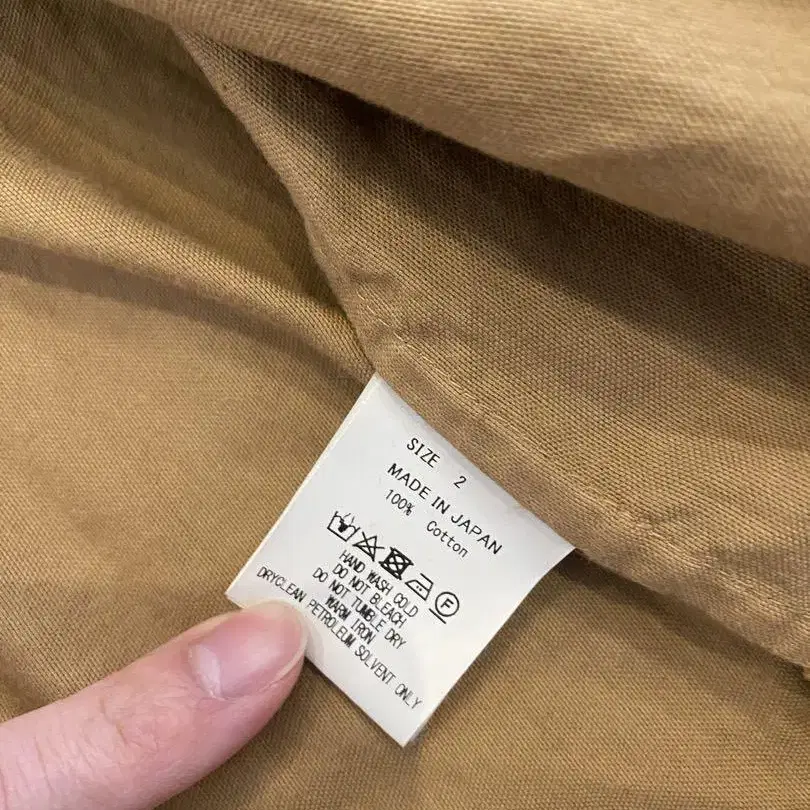 SIZE 2
MADE IN JAPAN
100% Cotton
HAND WASH COLD
DO NOT BLEACH
DO NOT TUMBLE DRY
WARM IRON
DRYCLEAN PETROLEUM SOLVENT ONLY